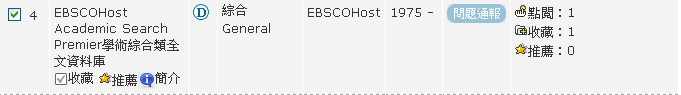 4
EBSCOHost
Academic Search
Premier學術綜合類全
文資料庫
收藏 推薦 簡介
D
綜合
General
EBSCOHost
1975 -
問題通報
點閱：1
收藏：1
推薦：0